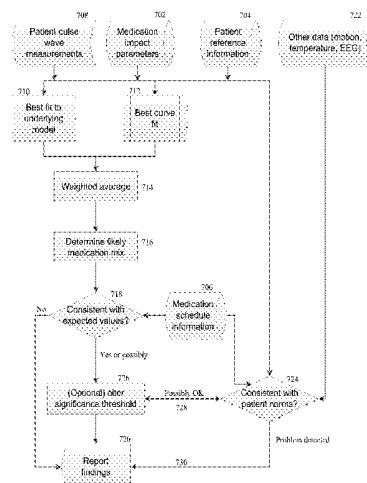 708
702
704
722
Patient pulse
wave
measurements
Medication
impact
parameters
Patient
reference
information
Other data (motion,
temperature, EEG)
710
712
Best fit to
underlying
model
Best curve
fit
Weighted average
714
Determine likely
medication mix
716
718
706
No
Consistent with
expected values?
Medication
schedule
information
724
Yes or possibly
726
Possibly OK
Consistent with
patient norms?
(Optional) alter
significance threshold
728
720
Problem detected
Report
findings
730